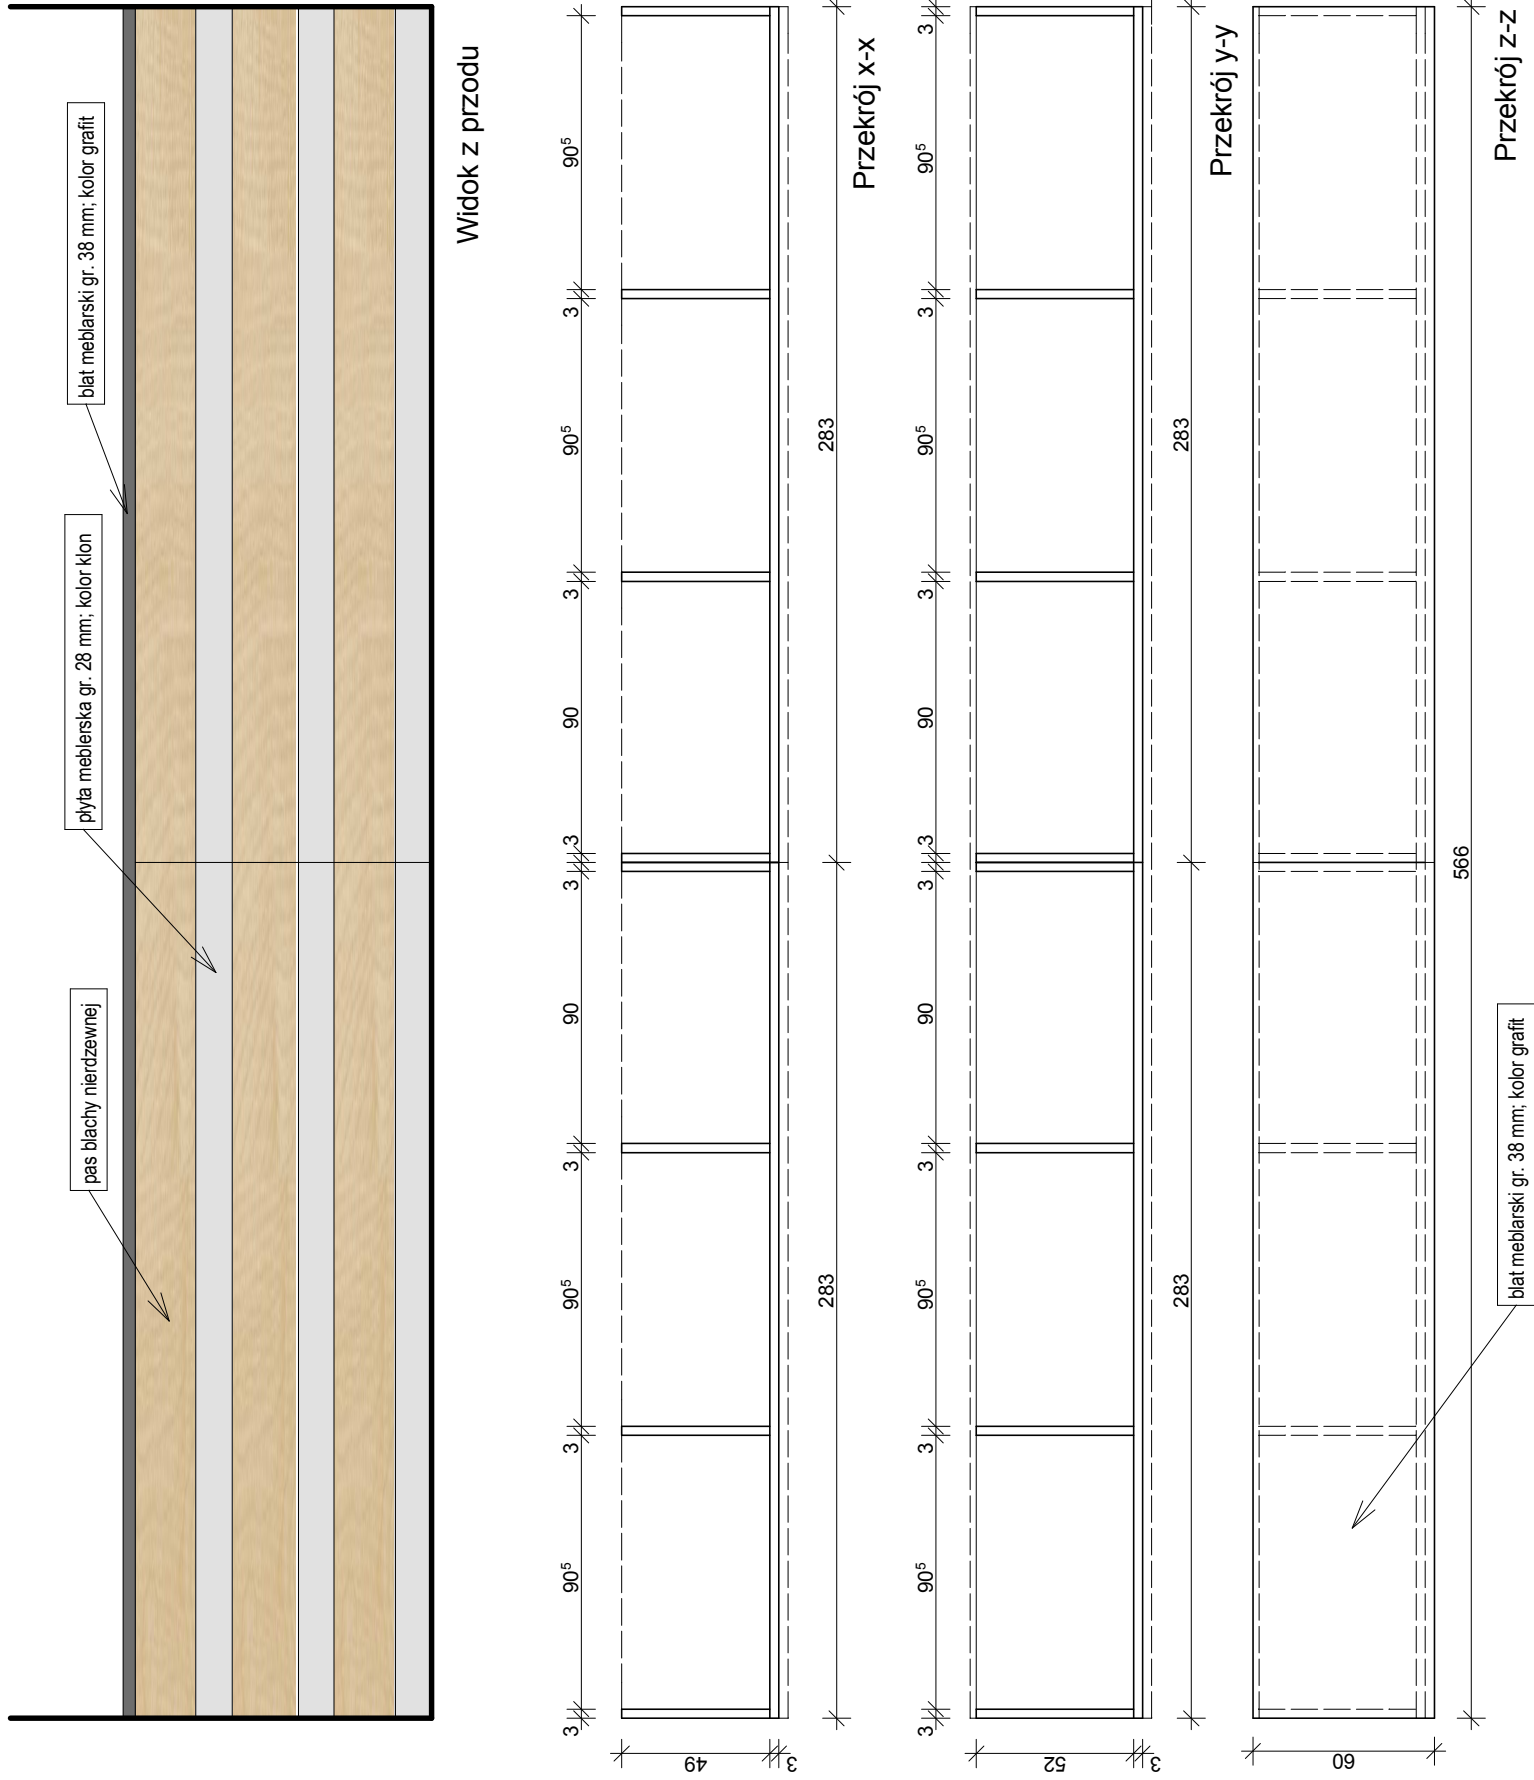 pas blachy nierdzewnej
płyta meblerska gr. 28 mm; kolor klon
blat meblarski gr. 38 mm; kolor grafit
Widok z przodu
3 90⁵ 3 90⁵ 3 90 3 3 90 3 90⁵ 3 90⁵
49
3
283 283
Przekrój x-x
3 90⁵ 3 90⁵ 3 90 3 3 90 3 90⁵ 3 90⁵ 3
52
3
283 283
Przekrój y-y
60
566
Przekrój z-z
blat meblarski gr. 38 mm; kolor grafit